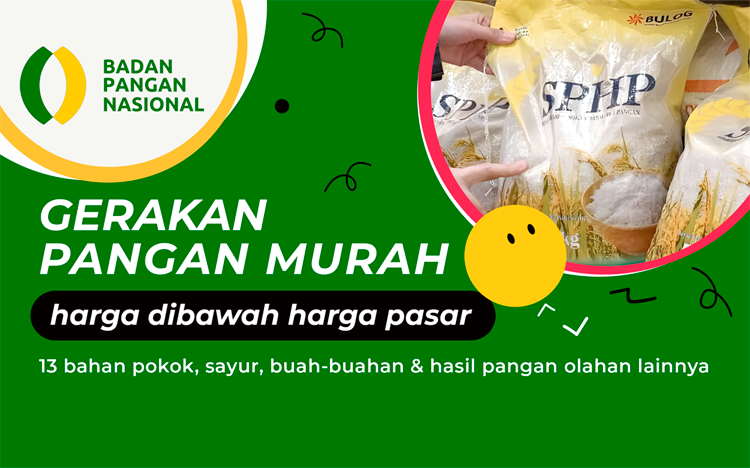 BADAN
PANGAN
NASIONAL
BULOG
SPHP
GERAKAN
PANGAN MURAH
harga dibawah harga pasar
13 bahan pokok, sayur, buah-buahan & hasil pangan olahan lainnya